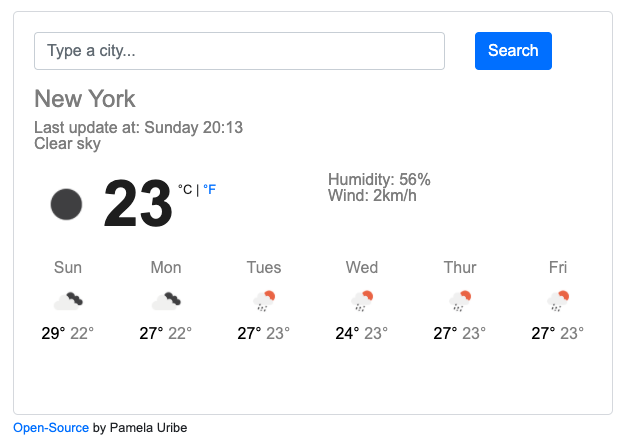 Type a city...
Search
New York
Last update at: Sunday 20:13
Clear sky
23 °C | °F
Humidity: 56%
Wind: 2km/h
Sun Mon Tues Wed Thur Fri
29° 22° 27° 22° 27° 23° 24° 23° 27° 23° 27° 23°
Open-Source by Pamela Uribe